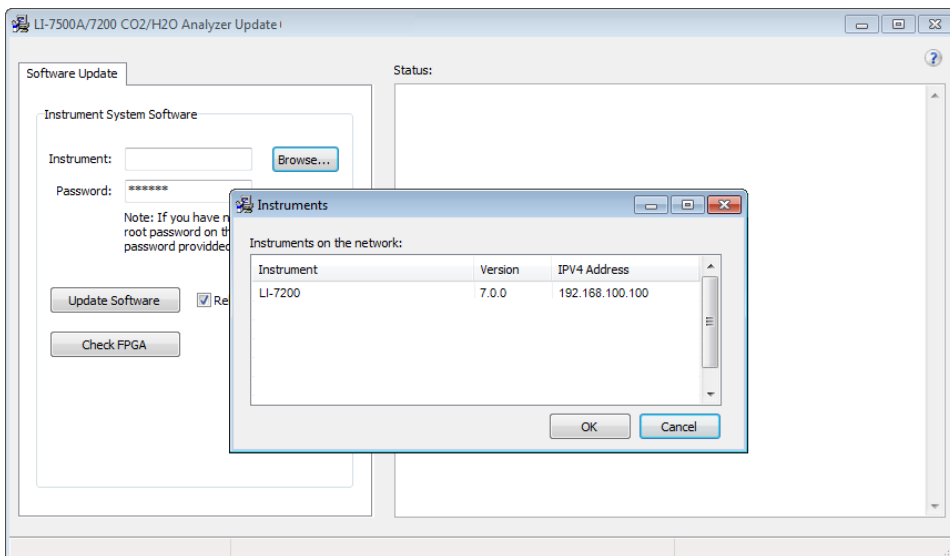 LI-7500A/7200 CO2/H2O Analyzer Update
Software Update
Status:
Instrument System Software
Instrument:
Browse...
Password:
******
Note: If you have n
root password on th
password providded
Update Software
Re
Check FPGA
Instruments
Instruments on the network:
Instrument Version IPV4 Address
LI-7200 7.0.0 192.168.100.100
OK Cancel